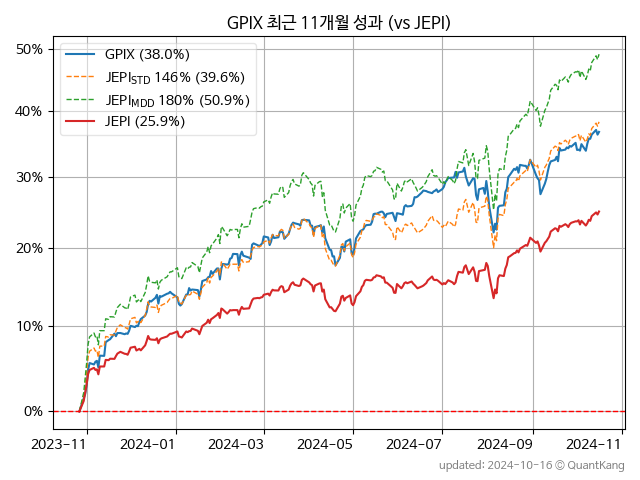 GPIX 최근 11개월 성과 (vs JEPI)
GPIX (38.0%)
JEPI_STD 146% (39.6%)
JEPI_MDD 180% (50.9%)
JEPI (25.9%)
50%
40%
30%
20%
10%
0%
2023-11 2024-01 2024-03 2024-05 2024-07 2024-09 2024-11
updated: 2024-10-16 © QuantKang